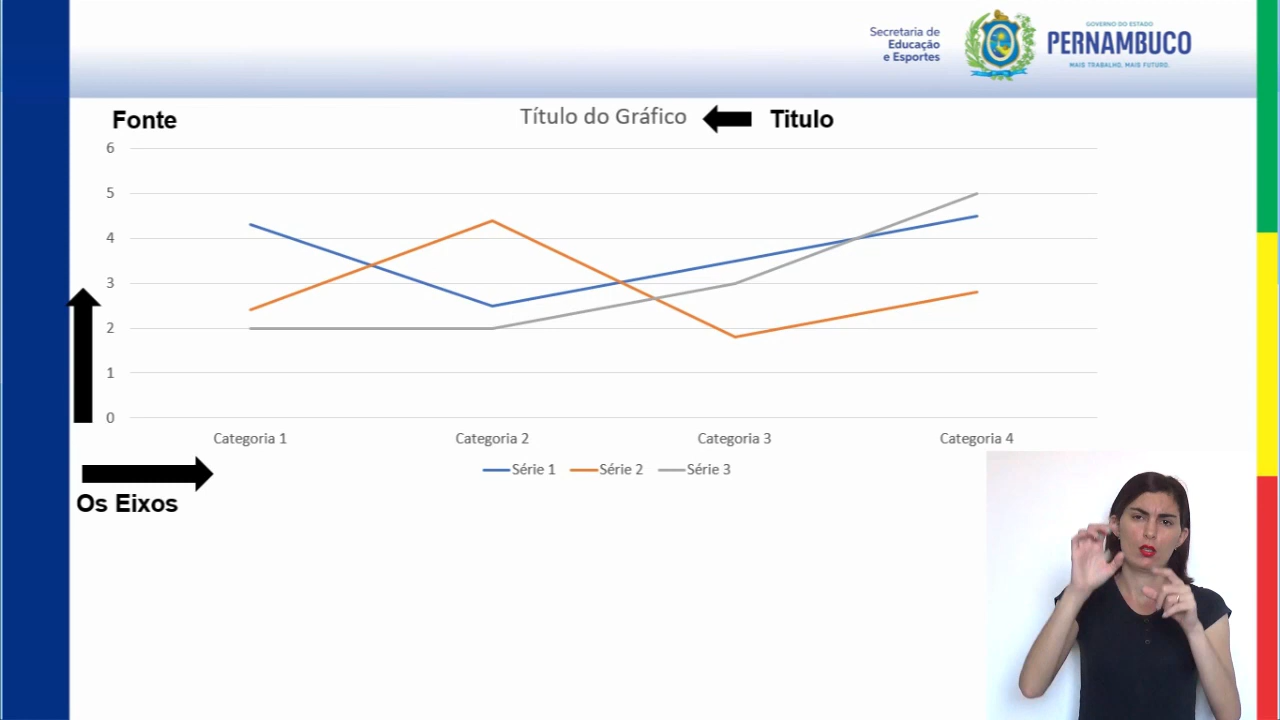 Secretaria de
Educação
e Esportes
GOVERNO DO ESTADO
PERNAMBUCO
MAIS TRABALHO, MAIS FUTURO.
Fonte
Título do Gráfico
Titulo
6
5
4
3
2
1
0
Categoria 1 Categoria 2 Categoria 3 Categoria 4
Série 1 Série 2 Série 3
Os Eixos